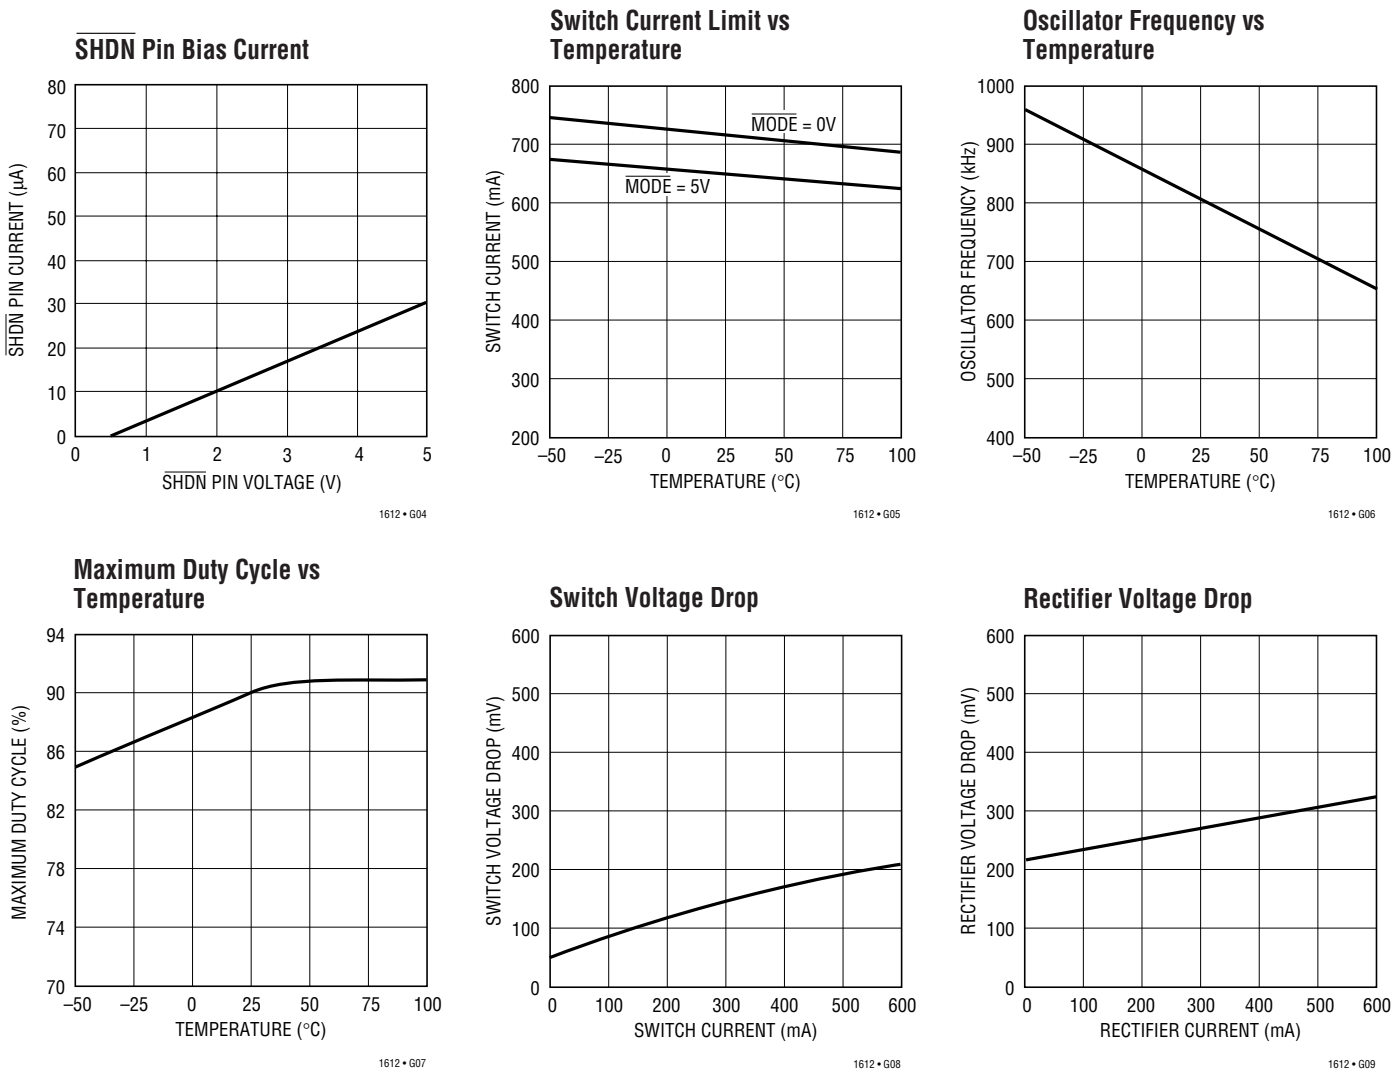 SHDN Pin Bias Current
80
70
60
50
40
30
20
10
0
SHDN PIN CURRENT (µA)
0 1 2 3 4 5
SHDN PIN VOLTAGE (V)
1612 • G04
Switch Current Limit vs
Temperature
800
700
600
500
400
300
200
SWITCH CURRENT (mA)
MODE = 0V
MODE = 5V
–50 –25 0 25 50 75 100
TEMPERATURE (°C)
1612 • G05
Oscillator Frequency vs
Temperature
1000
900
800
700
600
500
400
OSCILLATOR FREQUENCY (kHz)
–50 –25 0 25 50 75 100
TEMPERATURE (°C)
1612 • G06
Maximum Duty Cycle vs
Temperature
94
90
86
82
78
74
70
MAXIMUM DUTY CYCLE (%)
–50 –25 0 25 50 75 100
TEMPERATURE (°C)
1612 • G07
Switch Voltage Drop
600
500
400
300
200
100
0
SWITCH VOLTAGE DROP (mV)
0 100 200 300 400 500 600
SWITCH CURRENT (mA)
1612 • G08
Rectifier Voltage Drop
600
500
400
300
200
100
0
RECTIFIER VOLTAGE DROP (mV)
0 100 200 300 400 500 600
RECTIFIER CURRENT (mA)
1612 • G09